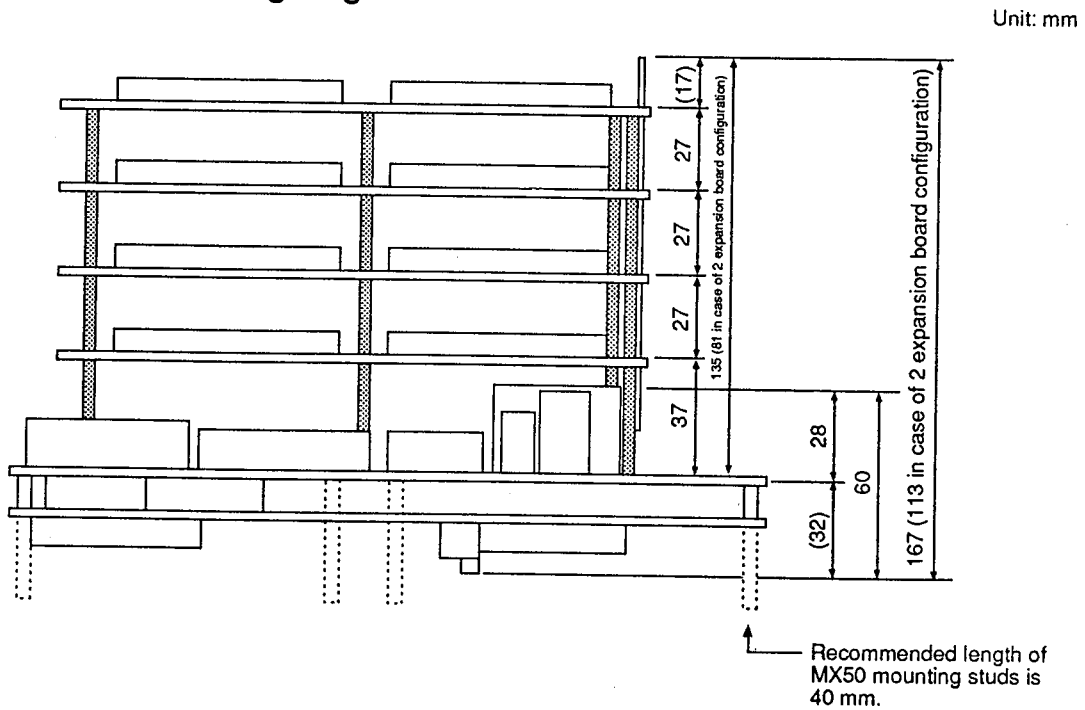 Unit: mm
(17)
27
27
27
37
135 (81 in case of 2 expansion board configuration)
28
(32)
60
167 (113 in case of 2 expansion board configuration)
Recommended length of
MX50 mounting studs is
40 mm.